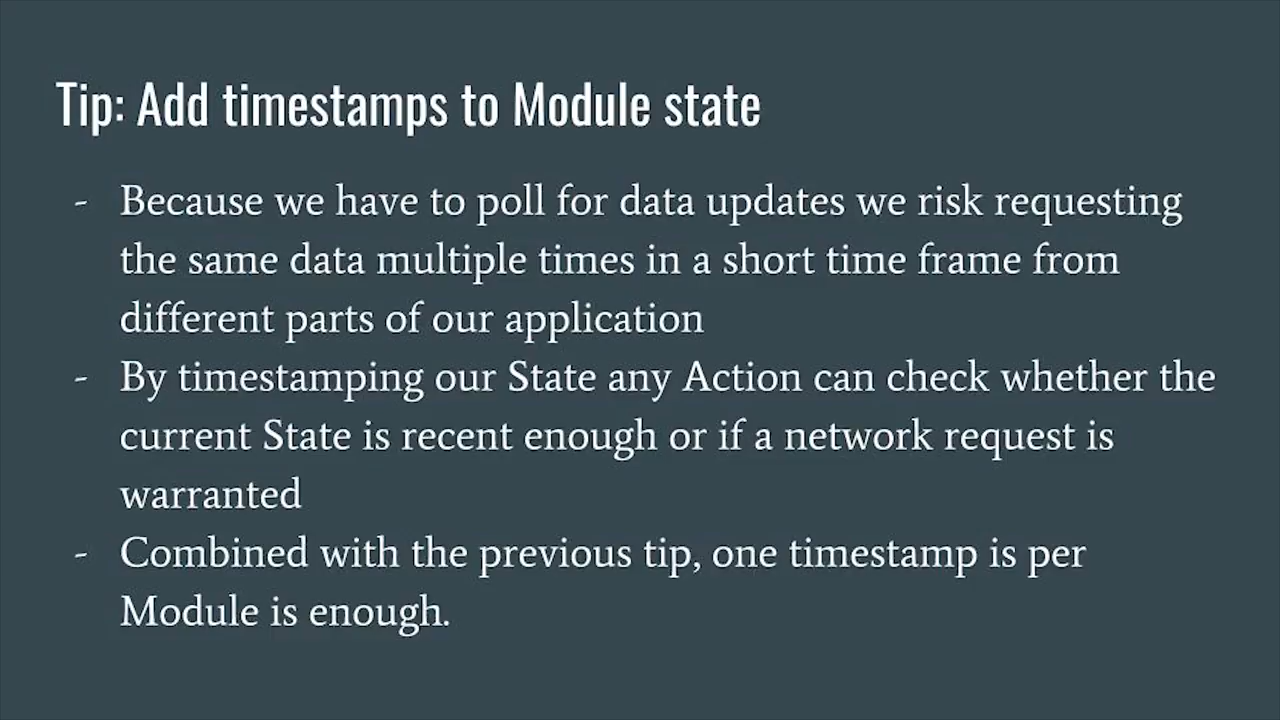 Tip: Add timestamps to Module state
- Because we have to poll for data updates we risk requesting
the same data multiple times in a short time frame from
different parts of our application
- By timestamping our State any Action can check whether the
current State is recent enough or if a network request is
warranted
- Combined with the previous tip, one timestamp is per
Module is enough.